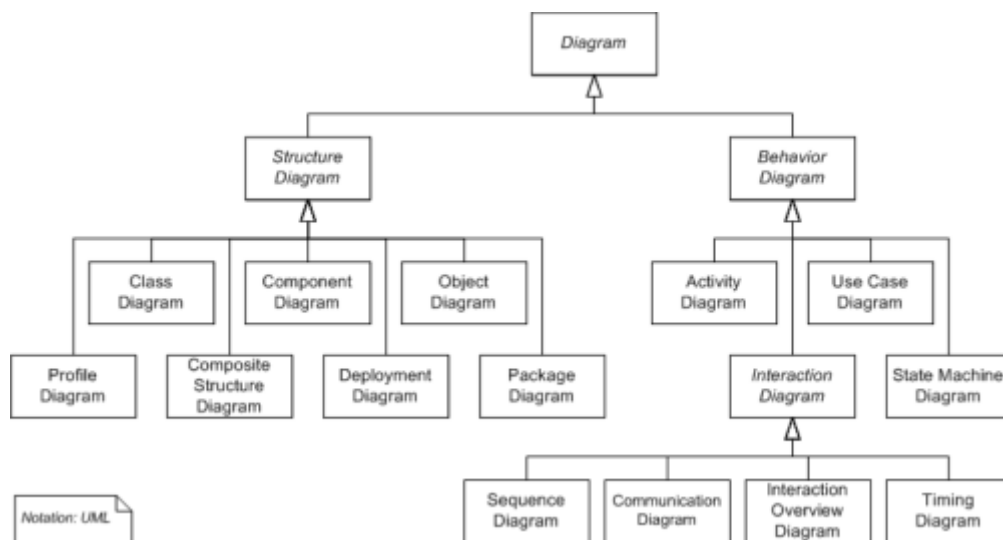 Diagram
Structure
Diagram
Behavior
Diagram
Class
Diagram
Component
Diagram
Object
Diagram
Activity
Diagram
Use Case
Diagram
Profile
Diagram
Composite
Structure
Diagram
Deployment
Diagram
Package
Diagram
Interaction
Diagram
State Machine
Diagram
Sequence
Diagram
Communication
Diagram
Interaction
Overview
Diagram
Timing
Diagram
Notation: UML